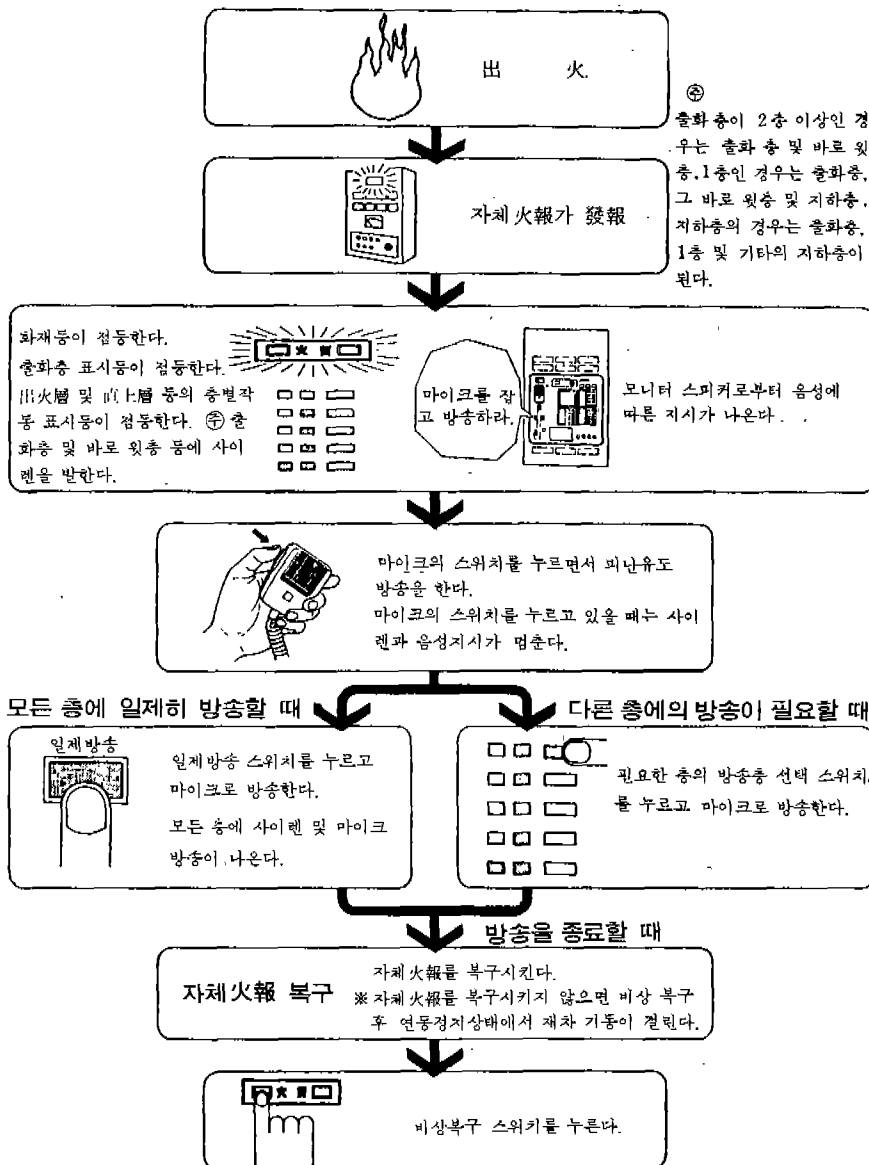 出 火.
㊟
출화 층이 2층 이상인 경
우는 출화 층 및 바로 윗
층, 1층인 경우는 출화층,
그 바로 윗층 및 지하층,
지하층의 경우는 출화층,
1층 및 기타의 지하층이
된다.
자체 火報가 發報
화재등이 점등한다.
출화층 표시등이 점등한다.
出火層 및 直上層 등의 층별작
동 표시등이 점등한다. ㊟ 출
화층 및 바로 윗층 등에 사이
렌을 발한다.
火
마이크를 잡
고 방송하라.
모니터 스피커로부터 음성에
따른 지시가 나온다.
마이크의 스위치를 누르면서 피난유도
방송을 한다.
마이크의 스위치를 누르고 있을 때는 사이
렌과 음성지시가 멈춘다.
모든 층에 일제히 방송할 때
일제방송
일제방송 스위치를 누르고
마이크로 방송한다.
모든 층에 사이렌 및 마이크
방송이 나온다.
다른 층에의 방송이 필요할 때
필요한 층의 방송층 선택 스위치
를 누르고 마이크로 방송한다.
방송을 종료할 때
자체火報 복구
자체火報를 복구시킨다.
※ 자체火報를 복구시키지 않으면 비상 복구
후 연동정지상태에서 재차 기동이 걸린다.
火
비상복구 스위치를 누른다.